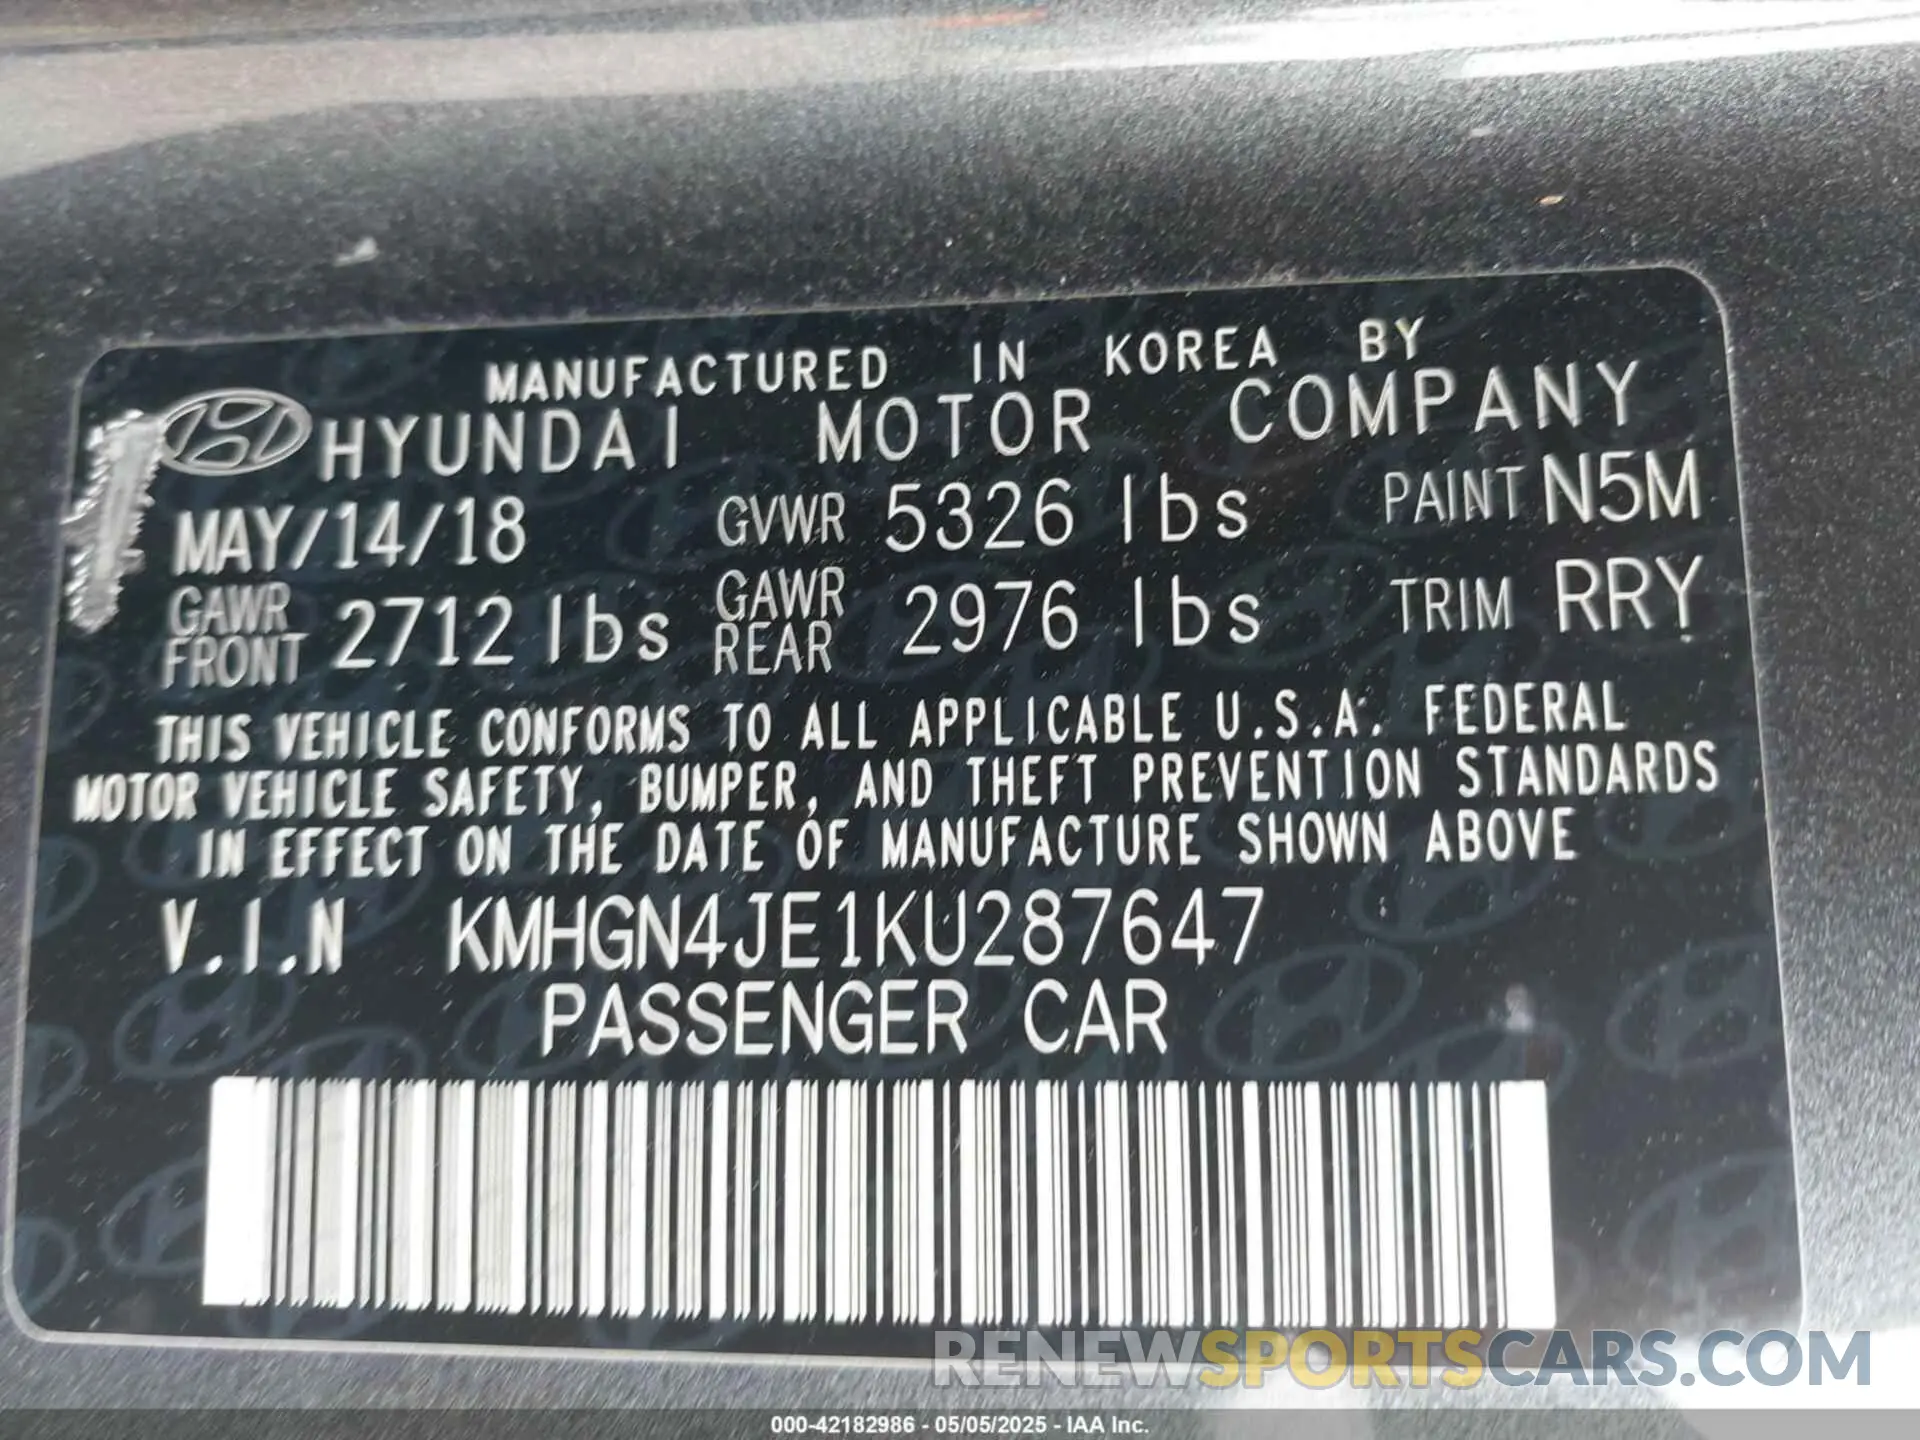 MANUFACTURED IN KOREA BY
HYUNDAI MOTOR COMPANY
MAY/14/18 GVWR 5326 lbs PAINT N5M
GAWR FRONT 2712 lbs GAWR REAR 2976 lbs TRIM RRY
THIS VEHICLE CONFORMS TO ALL APPLICABLE U.S.A. FEDERAL
MOTOR VEHICLE SAFETY, BUMPER, AND THEFT PREVENTION STANDARDS
IN EFFECT ON THE DATE OF MANUFACTURE SHOWN ABOVE
V.I.N KMHGN4JE1KU287647
PASSENGER CAR
RENEWSPORTSCARS.COM
000-42182986 - 05/05/2025 - IAA Inc.